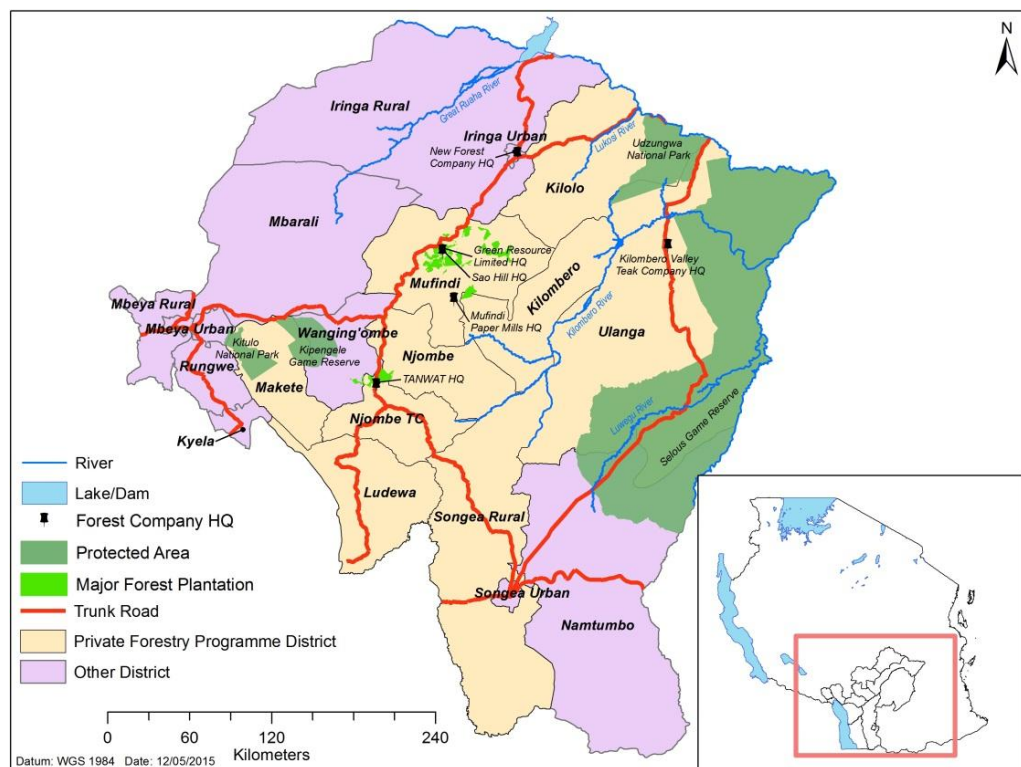 N
Iringa Rural
Great Ruaha River
Iringa Urban
New Forest
Company HQ
Lukosi River
Udzungwa
National Park
Kilolo
Mbarali
Green Resource
Limited HQ
Sao Hill HQ
Mufindi
Kilombero
Kilombero Valley
Teak Company HQ
Mufindi
Paper Mills HQ
Kilombero River
Ulanga
Mbeya Rural
Mbeya Urban
Wanging'ombe
Kitulo
National Park
Kipengele
Game Reserve
Rungwe
Njombe
Makete
TANWAT HQ
Njombe TC
Kyela
Luwegu River
Selous Game Reserve
Ludewa
Songea Rural
Songea Urban
Namtumbo
River
Lake/Dam
Forest Company HQ
Protected Area
Major Forest Plantation
Trunk Road
Private Forestry Programme District
Other District
0 60 120 240
Kilometers
Datum: WGS 1984 Date: 12/05/2015